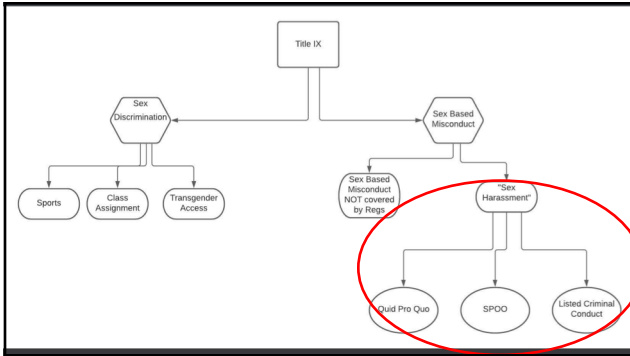 Title IX
Sex
Discrimination
Sex Based
Misconduct
Sports
Class
Assignment
Transgender
Access
Sex Based
Misconduct
NOT covered
by Regs
"Sex
Harassment"
Quid Pro Quo
SPOO
Listed Criminal
Conduct